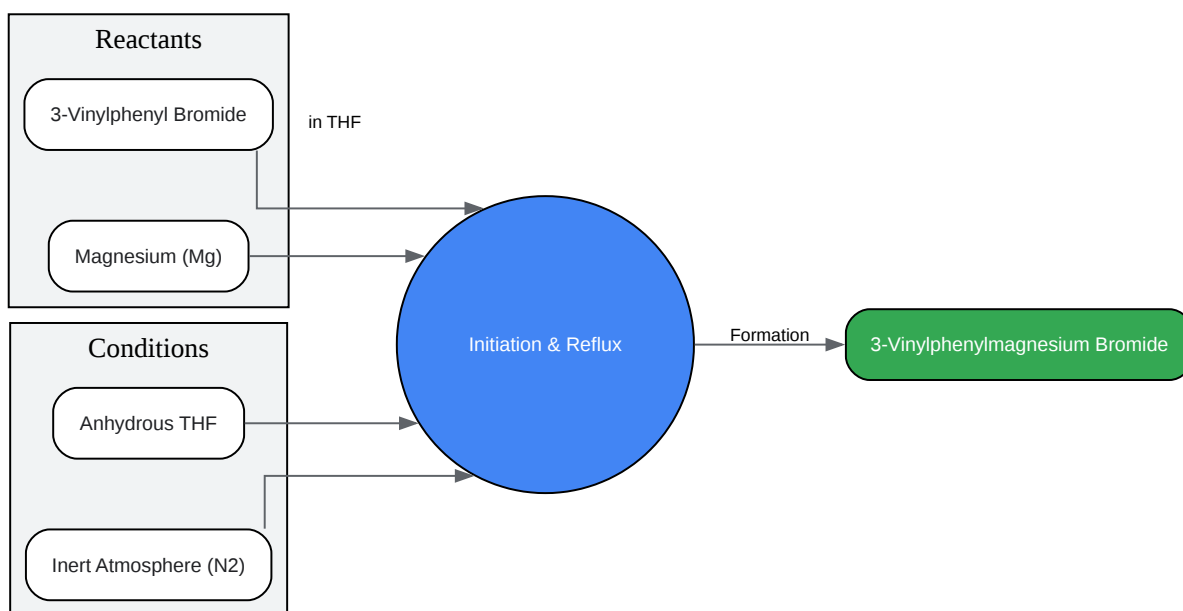 Reactants
3-Vinylphenyl Bromide
in THF
Magnesium (Mg)
Conditions
Anhydrous THF
Inert Atmosphere (N2)
Initiation & Reflux
Formation
3-Vinylphenylmagnesium Bromide